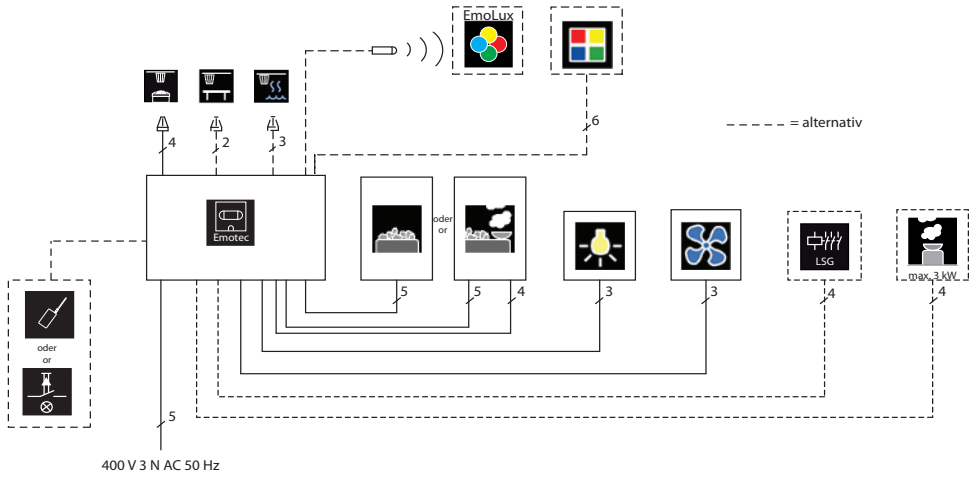 EmoLux
6
= alternativ
4
2
3
Emotec
oder
or
LSG
max. 3 kW
5
5
4
3
3
4
4
oder
or
5
400 V 3 N AC 50 Hz